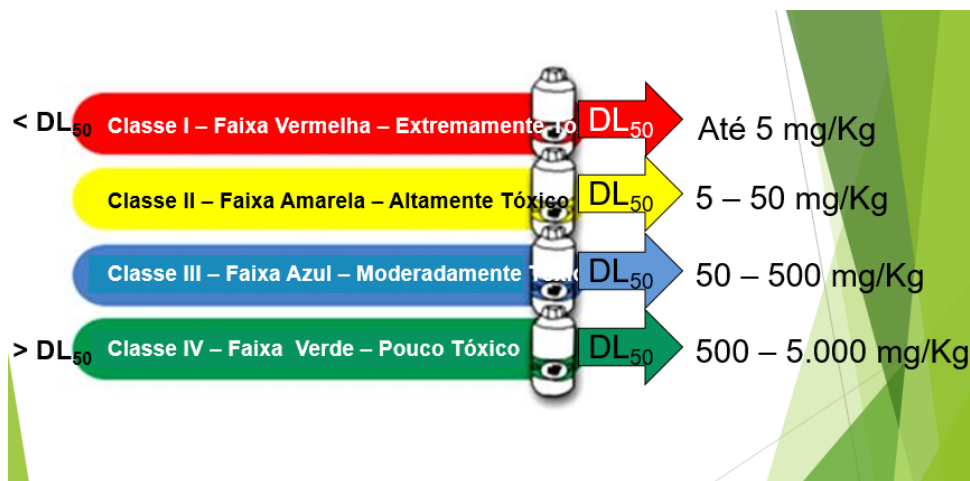 < DL50 Classe I – Faixa Vermelha – Extremamente DL50 Até 5 mg/Kg
Classe II – Faixa Amarela – Altamente Tóxico DL50 5 – 50 mg/Kg
Classe III – Faixa Azul – Moderadamente DL50 50 – 500 mg/Kg
> DL50 Classe IV – Faixa Verde – Pouco Tóxico DL50 500 – 5.000 mg/Kg